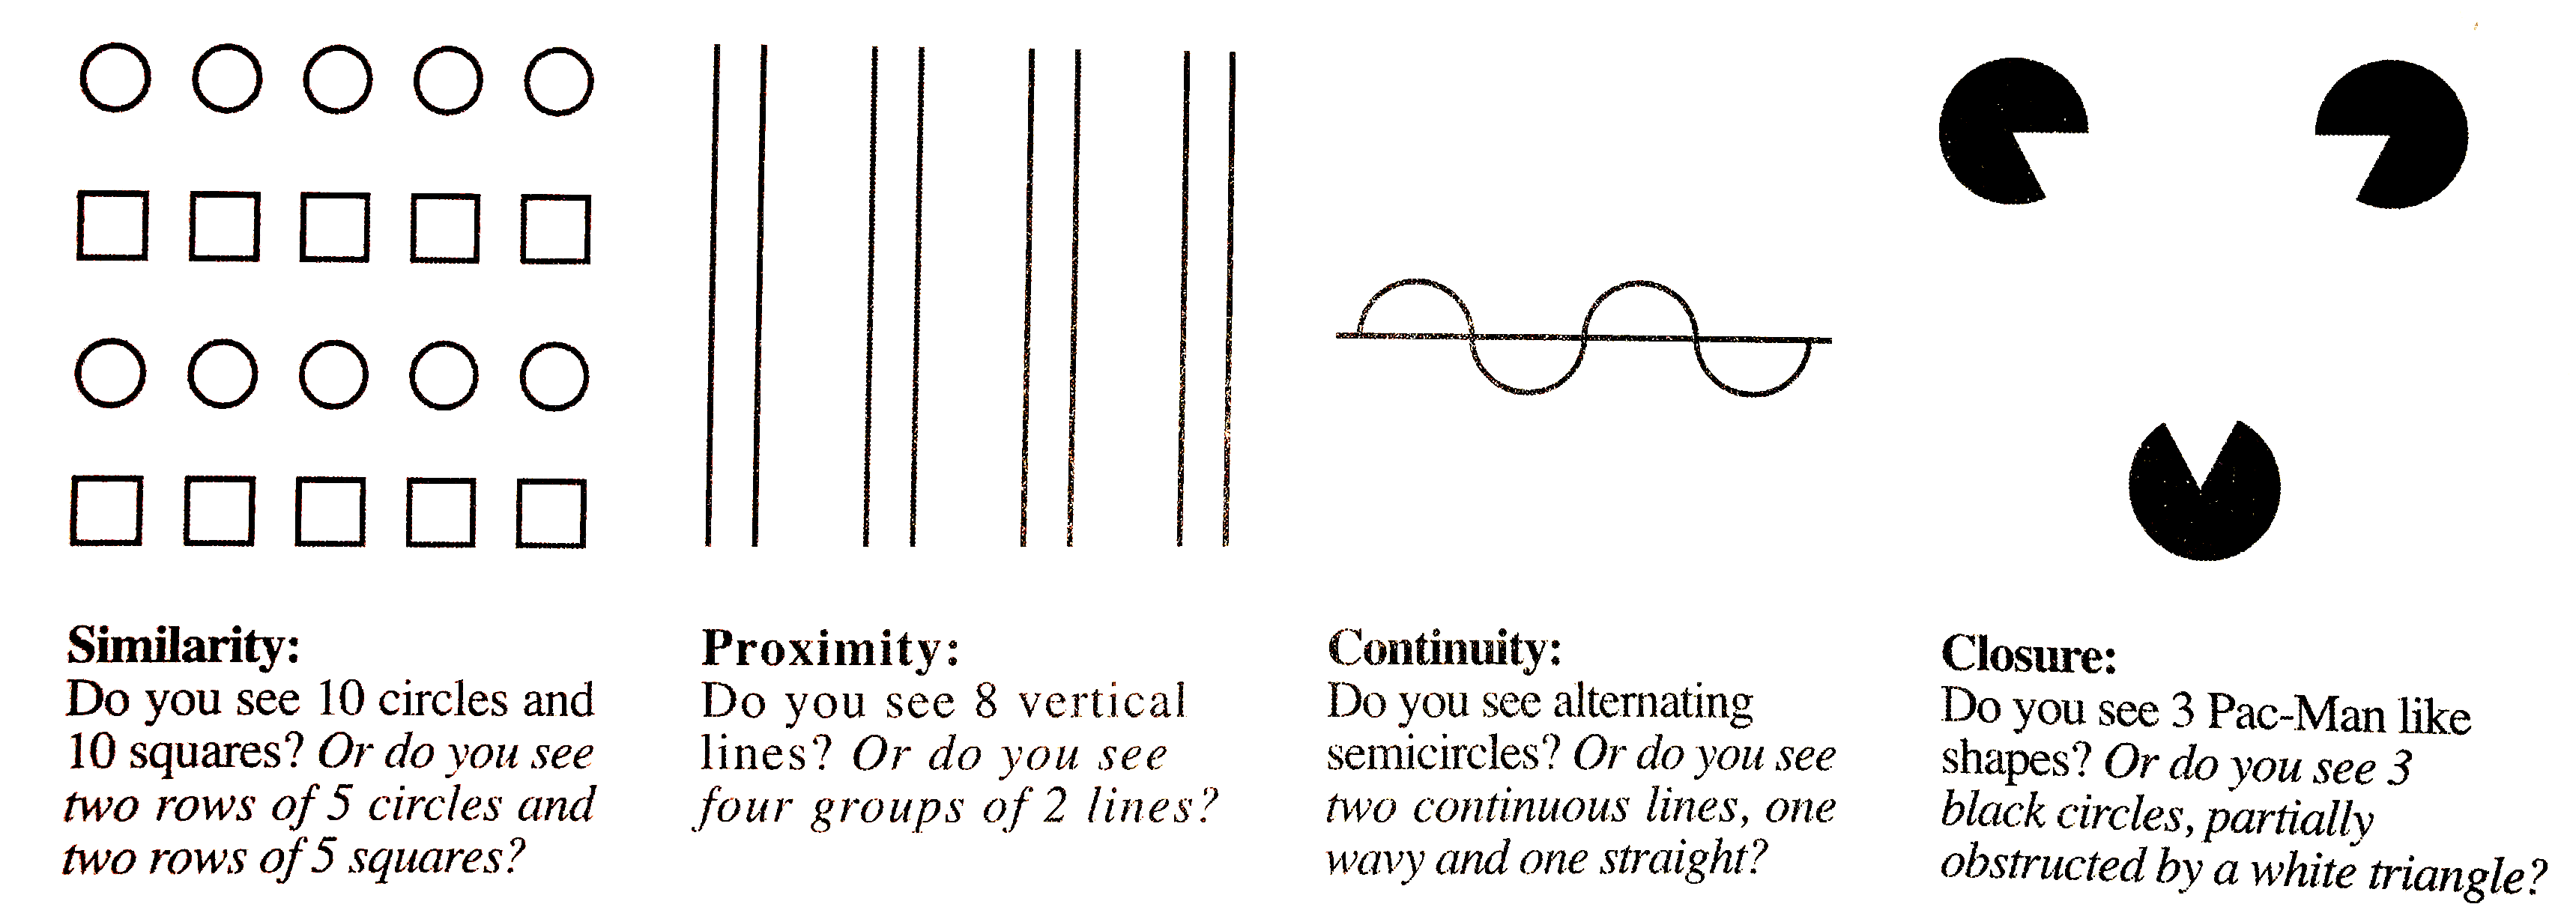 Similarity:
Do you see 10 circles and
10 squares? Or do you see
two rows of 5 circles and
two rows of 5 squares?
Proximity:
Do you see 8 vertical
lines? Or do you see
four groups of 2 lines?
Continuity:
Do you see alternating
semicircles? Or do you see
two continuous lines, one
wavy and one straight?
Closure:
Do you see 3 Pac-Man like
shapes? Or do you see 3
black circles, partially
obstructed by a white triangle?